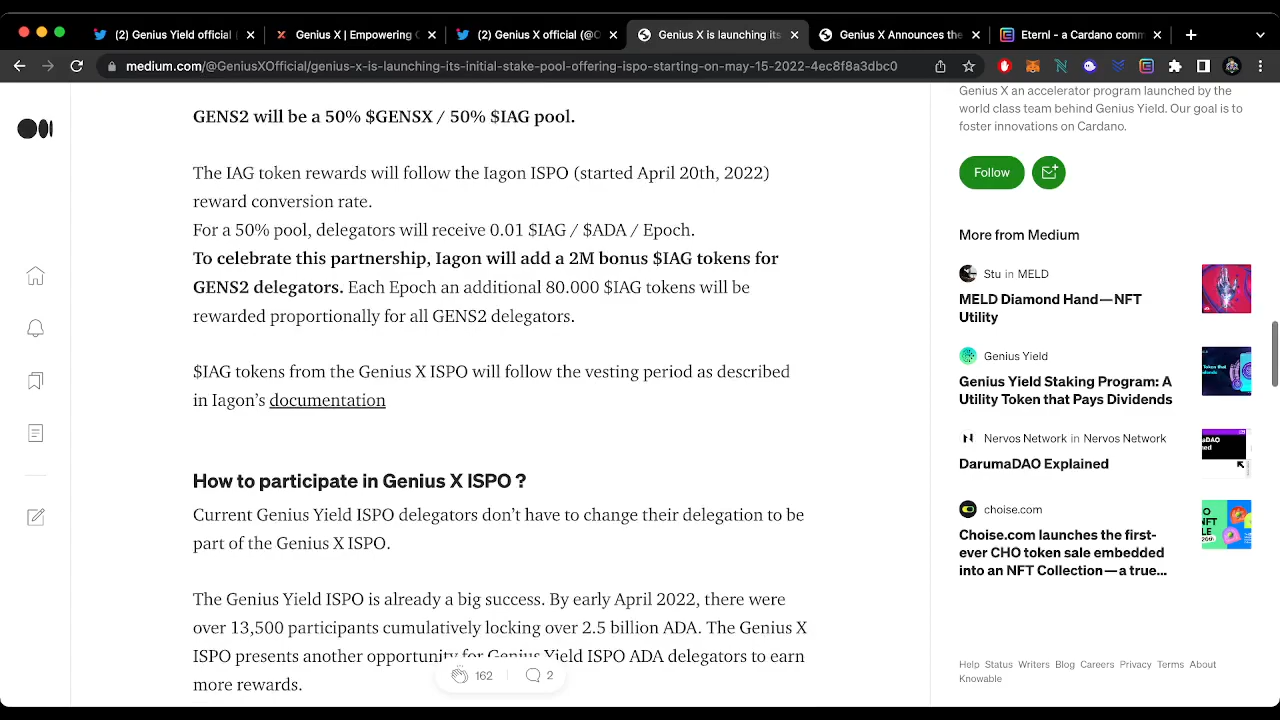 (2) Genius Yield official
Genius X | Empowering
(2) Genius X official (@
Genius X is launching its
Genius X Announces the
Eternl - a Cardano comm
medium.com/@GeniusXOfficial/genius-x-is-launching-its-initial-stake-pool-offering-ispo-starting-on-may-15-2022-4ec8f8a3dbc0
GENS2 will be a 50% $GENSX / 50% $IAG pool.
The IAG token rewards will follow the Iagon ISPO (started April 20th, 2022)
reward conversion rate.
For a 50% pool, delegators will receive 0.01 $IAG / $ADA / Epoch.
To celebrate this partnership, Iagon will add a 2M bonus $IAG tokens for
GENS2 delegators. Each Epoch an additional 80.000 $IAG tokens will be
rewarded proportionally for all GENS2 delegators.
$IAG tokens from the Genius X ISPO will follow the vesting period as described
in Iagon’s documentation
How to participate in Genius X ISPO ?
Current Genius Yield ISPO delegators don’t have to change their delegation to be
part of the Genius X ISPO.
The Genius Yield ISPO is already a big success. By early April 2022, there were
over 13,500 participants cumulatively locking over 2.5 billion ADA. The Genius X
ISPO presents another opportunity for Genius Yield ISPO ADA delegators to earn
more rewards.
162
2
Genius X an accelerator program launched by the
world class team behind Genius Yield. Our goal is to
foster innovations on Cardano.
Follow
More from Medium
Stu in MELD
MELD Diamond Hand — NFT
Utility
Genius Yield
Genius Yield Staking Program: A
Utility Token that Pays Dividends
Nervos Network in Nervos Network
DarumaDAO Explained
choise.com
Choise.com launches the first-
ever CHO token sale embedded
into an NFT Collection — a true...
Help Status Writers Blog Careers Privacy Terms About
Knowable